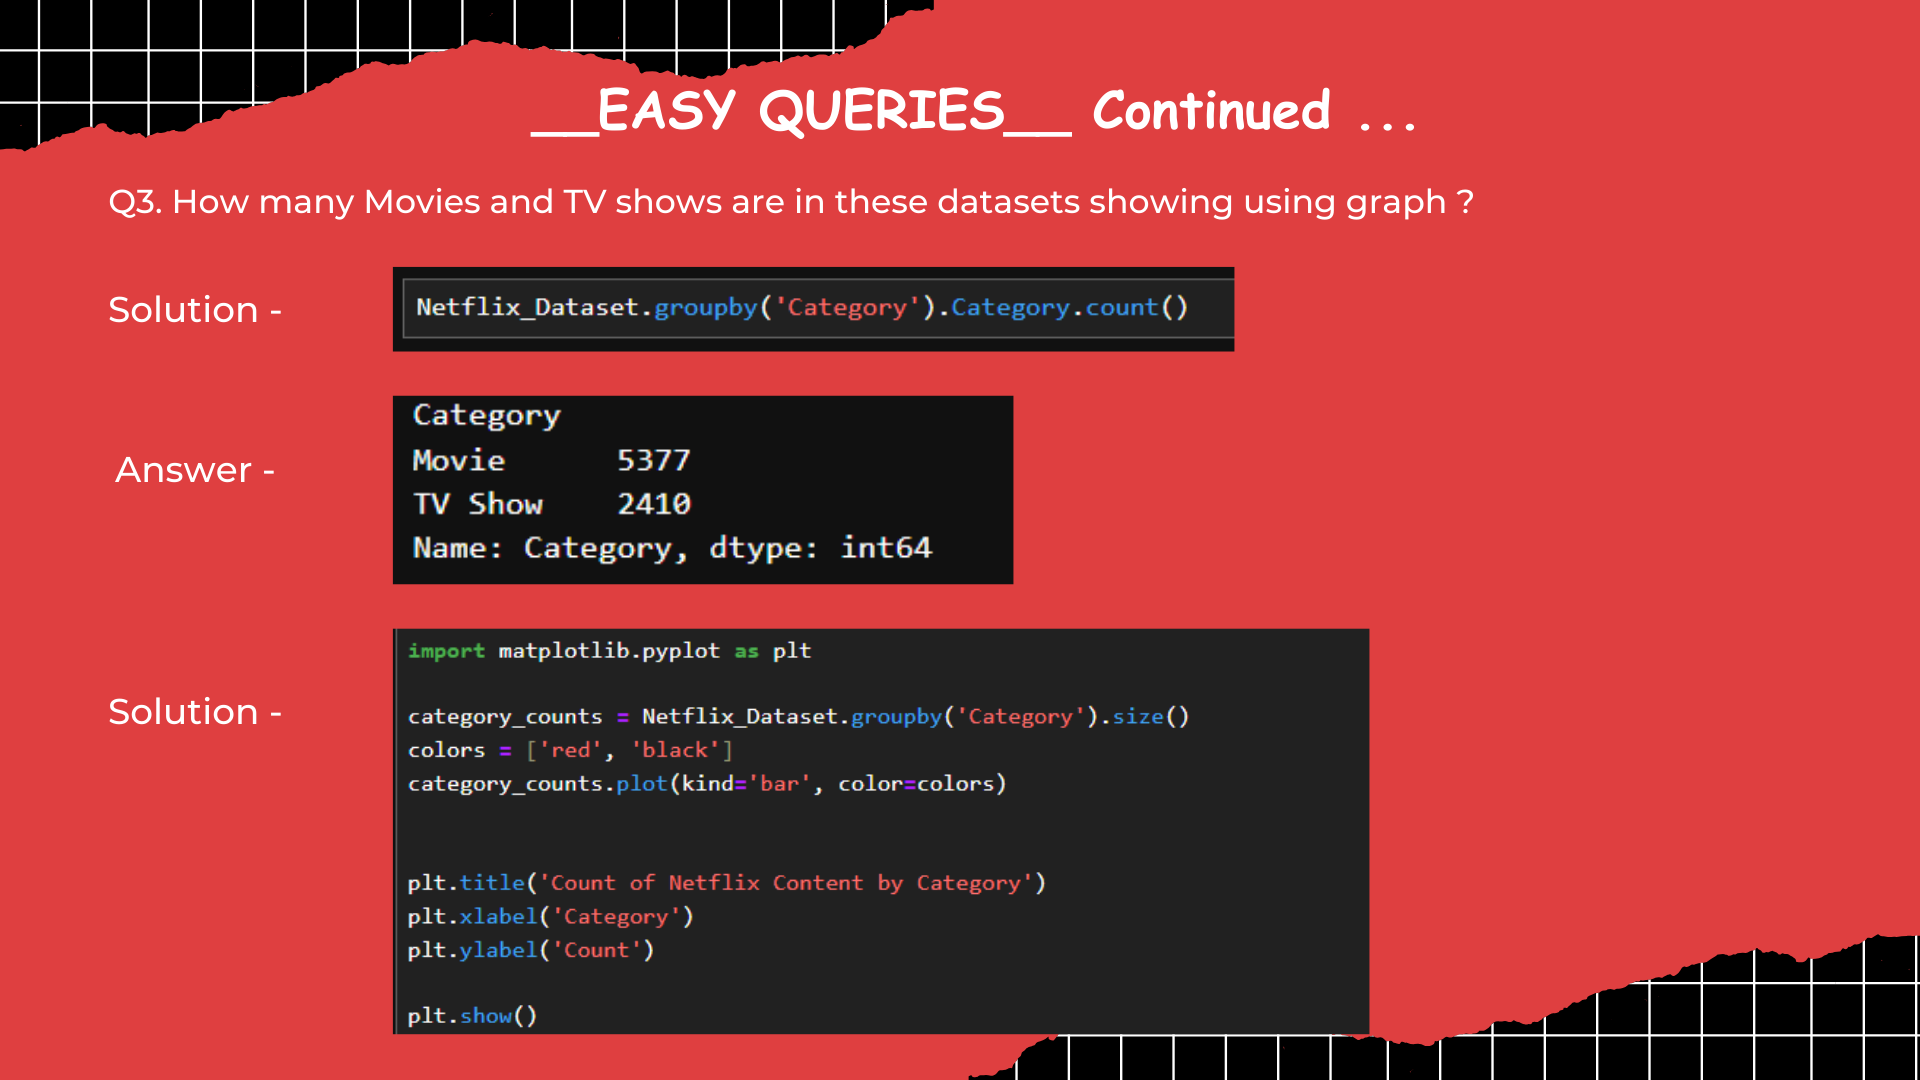 __EASY QUERIES__ Continued ...
Q3. How many Movies and TV shows are in these datasets showing using graph ?
Solution -
Netflix_Dataset.groupby('Category').Category.count()
Answer -
Category
Movie      5377
TV Show    2410
Name: Category, dtype: int64
Solution -
import matplotlib.pyplot as plt
category_counts = Netflix_Dataset.groupby('Category').size()
colors = ['red', 'black']
category_counts.plot(kind='bar', color=colors)
plt.title('Count of Netflix Content by Category')
plt.xlabel('Category')
plt.ylabel('Count')
plt.show()